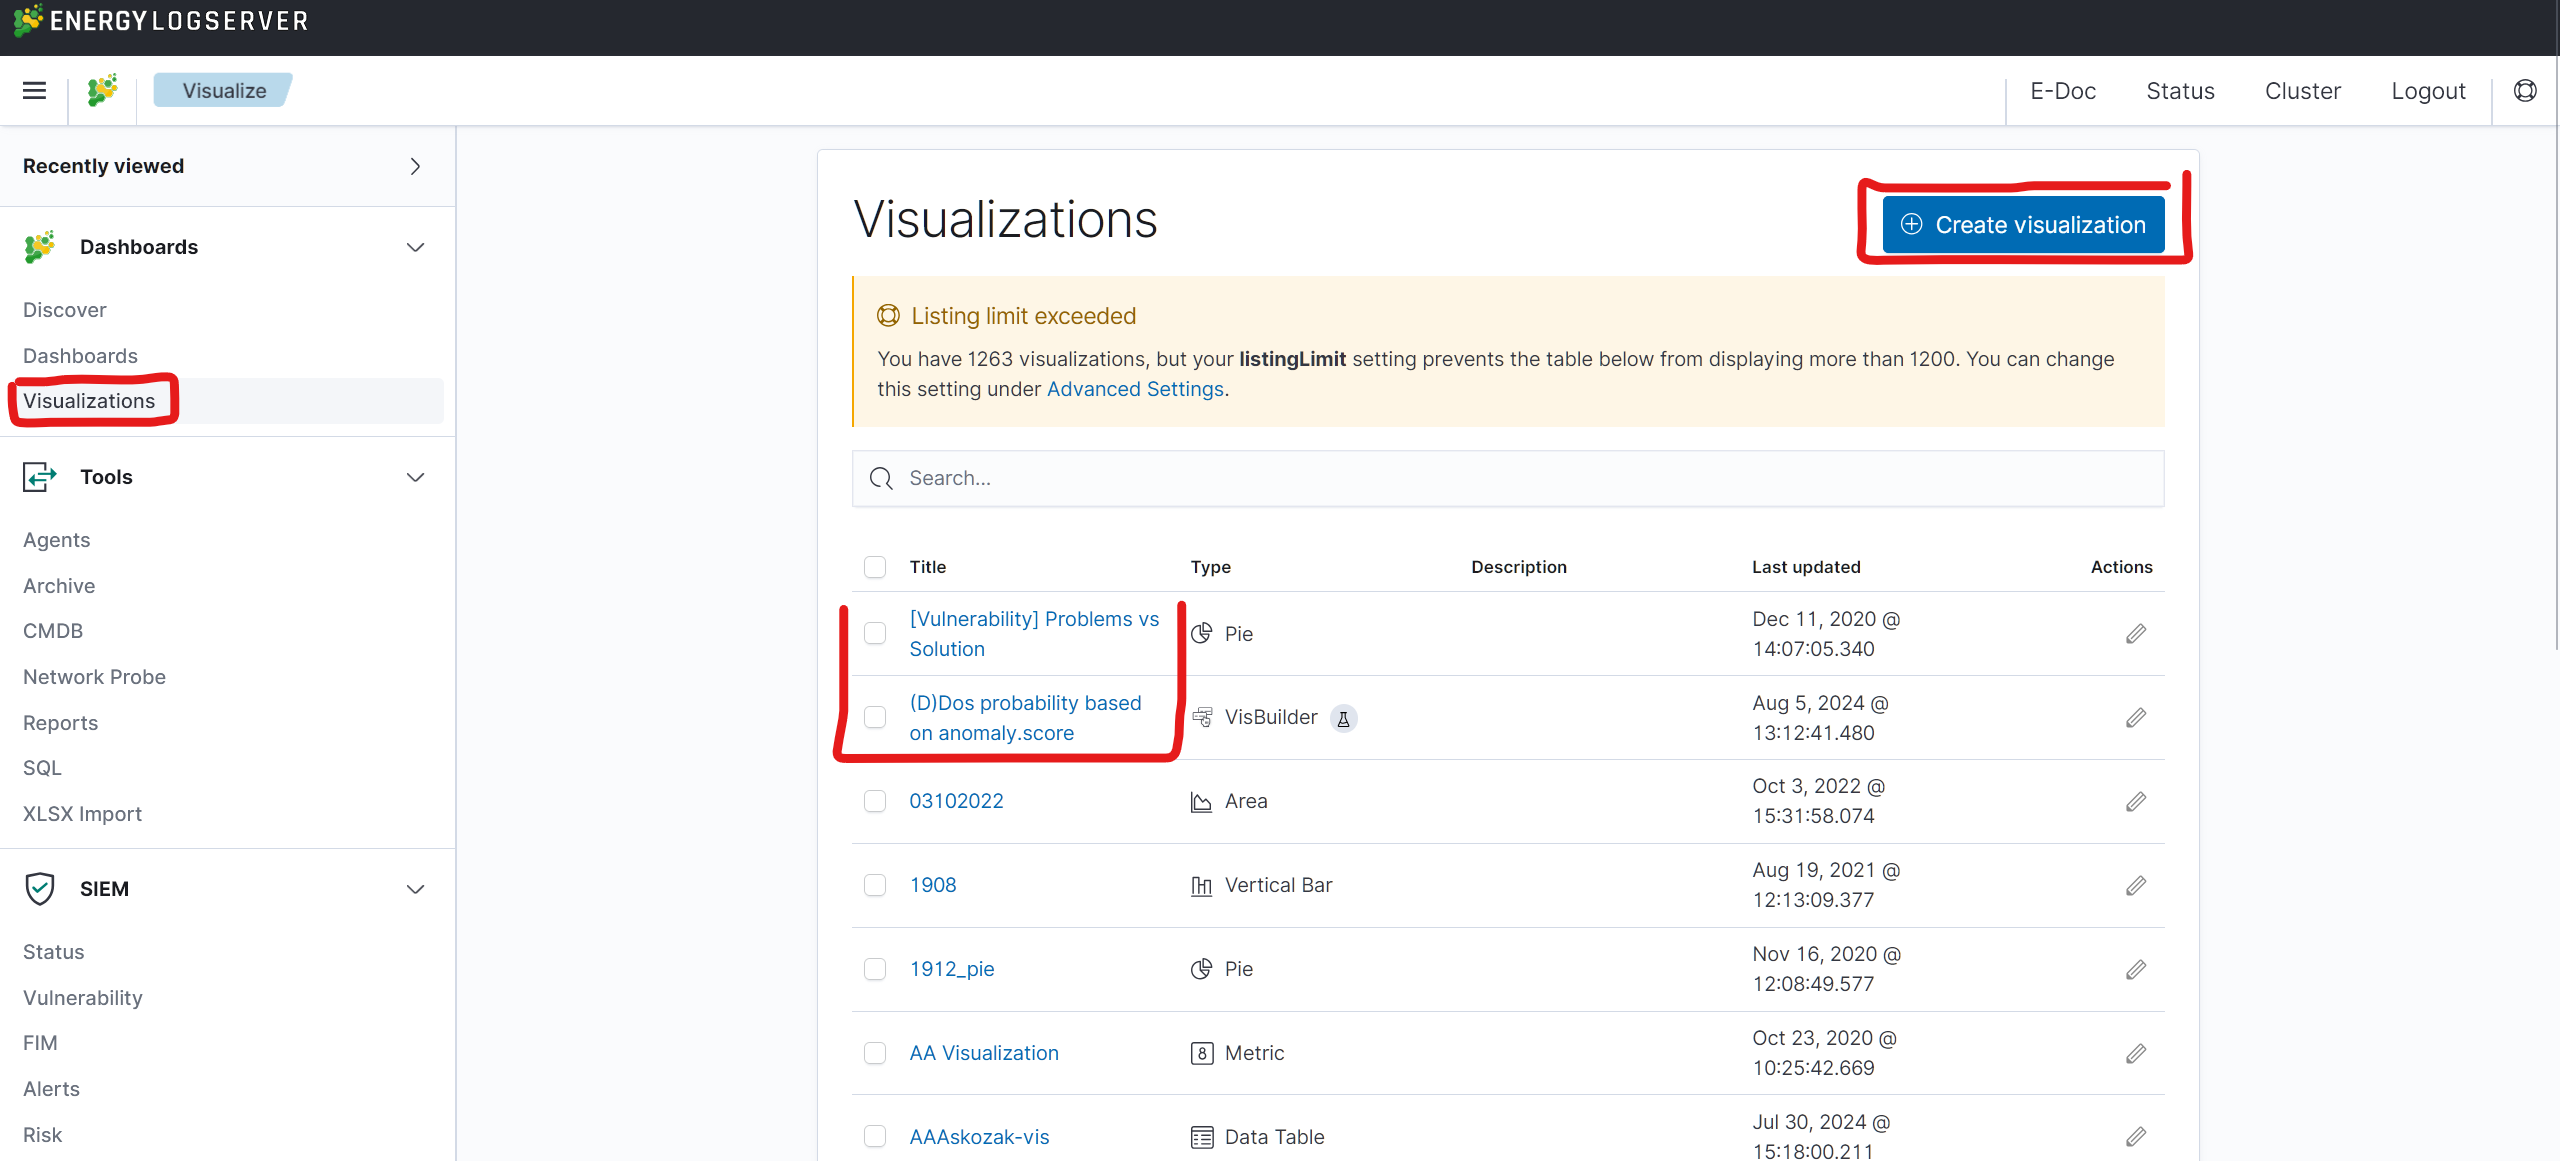 ENERGYLOGSERVER
Visualize
E-Doc Status Cluster Logout
Recently viewed
Dashboards
Discover
Dashboards
Visualizations
Tools
Agents
Archive
CMDB
Network Probe
Reports
SQL
XLSX Import
SIEM
Status
Vulnerability
FIM
Alerts
Risk
Visualizations
Create visualization
Listing limit exceeded
You have 1263 visualizations, but your listingLimit setting prevents the table below from displaying more than 1200. You can change
this setting under Advanced Settings.
Search...
Title Type Description Last updated Actions
[Vulnerability] Problems vs
Solution
Pie
Dec 11, 2020 @
14:07:05.340
(D)Dos probability based
on anomaly.score
VisBuilder
Aug 5, 2024 @
13:12:41.480
03102022
Area
Oct 3, 2022 @
15:31:58.074
1908
Vertical Bar
Aug 19, 2021 @
12:13:09.377
1912_pie
Pie
Nov 16, 2020 @
12:08:49.577
AA Visualization
8
Metric
Oct 23, 2020 @
10:25:42.669
AAAskozak-vis
Data Table
Jul 30, 2024 @
15:18:00.211